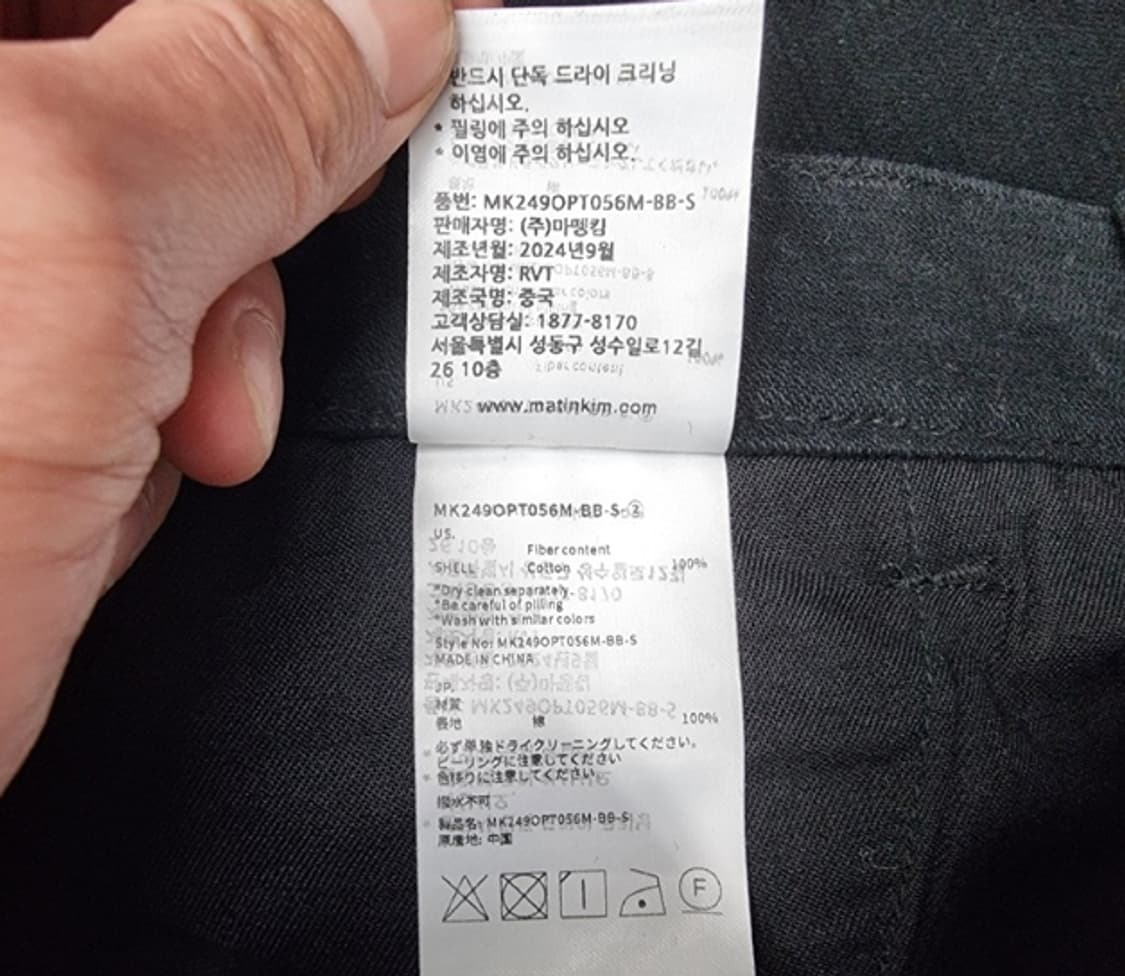 반드시 단독 드라이 크리닝
하십시오.
* 필링에 주의 하십시오
* 이염에 주의 하십시오.
품번: MK249OPT056M-BB-S
판매자명: (주)마뗑킴
제조년월: 2024년9월
제조자명: RVT
제조국명: 중국
고객상담실: 1877-8170
서울특별시 성동구 성수일로12길
26 10층
www.matinkim.com
MK249OPT056M-BB-S ②
US.
Fiber content
SHELL Cotton 100%
*Dry clean separately
*Be careful of pilling
*Wash with similar colors
Style No: MK249OPT056M-BB-S
MADE IN CHINA
JP.
材質
表地 綿 100%
* 必ず単独ドライクリーニングしてください。
ピーリングに注意してください
* 色移りに注意してください
撥水不可
* 製品名: MK249OPT056M-BB-S
原産地: 中国
F